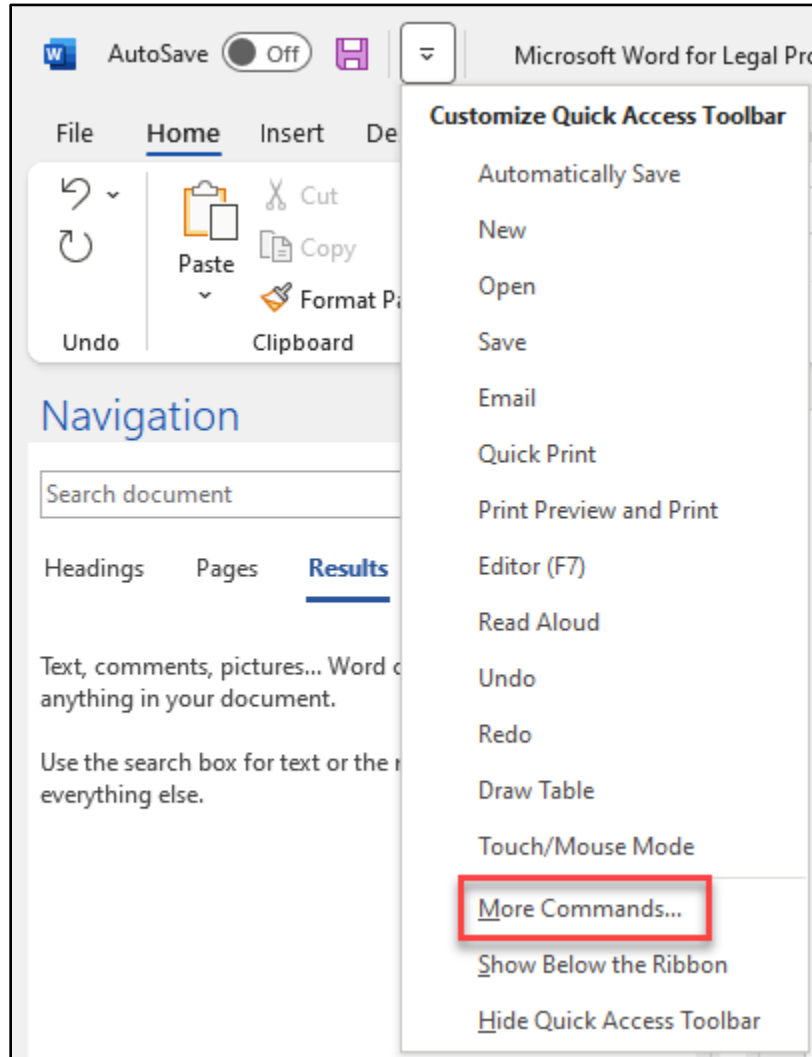 W
AutoSave Off Microsoft Word for Legal Pro
File Home Insert De
Cut
Copy
Paste
Format Pa
Undo Clipboard
Customize Quick Access Toolbar
Automatically Save
New
Open
Save
Email
Quick Print
Print Preview and Print
Editor (F7)
Read Aloud
Undo
Redo
Draw Table
Touch/Mouse Mode
More Commands...
Show Below the Ribbon
Hide Quick Access Toolbar
Navigation
Search document
Headings Pages Results
Text, comments, pictures... Word c
anything in your document.
Use the search box for text or the r
everything else.